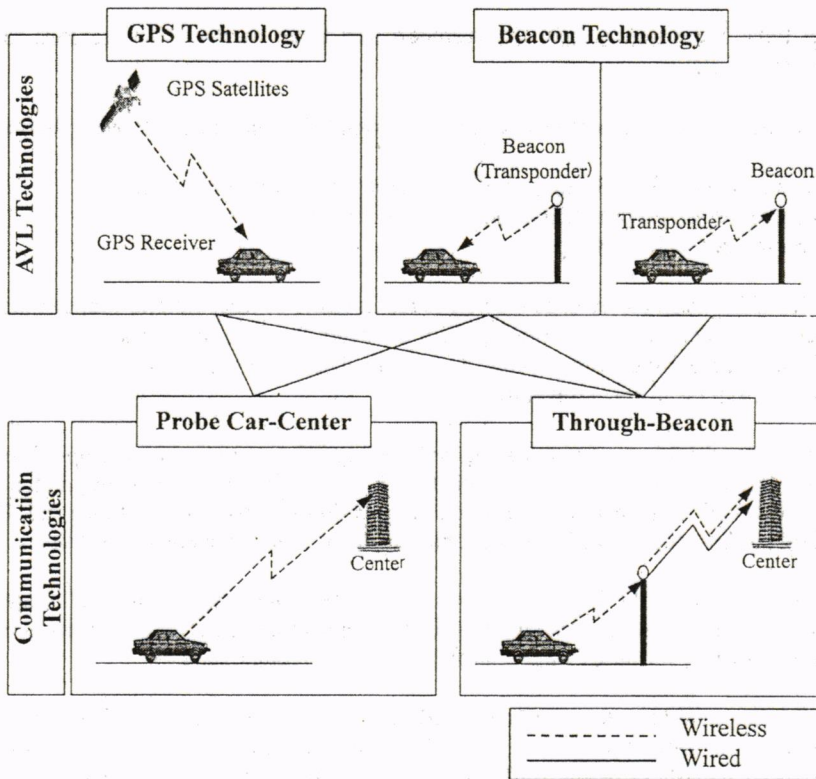 GPS Technology
Beacon Technology
AVL Technologies
GPS Satellites
GPS Receiver
Beacon
(Transponder)
Transponder
Beacon
Probe Car-Center
Through-Beacon
Communication
Technologies
Center
Center
Wireless
Wired